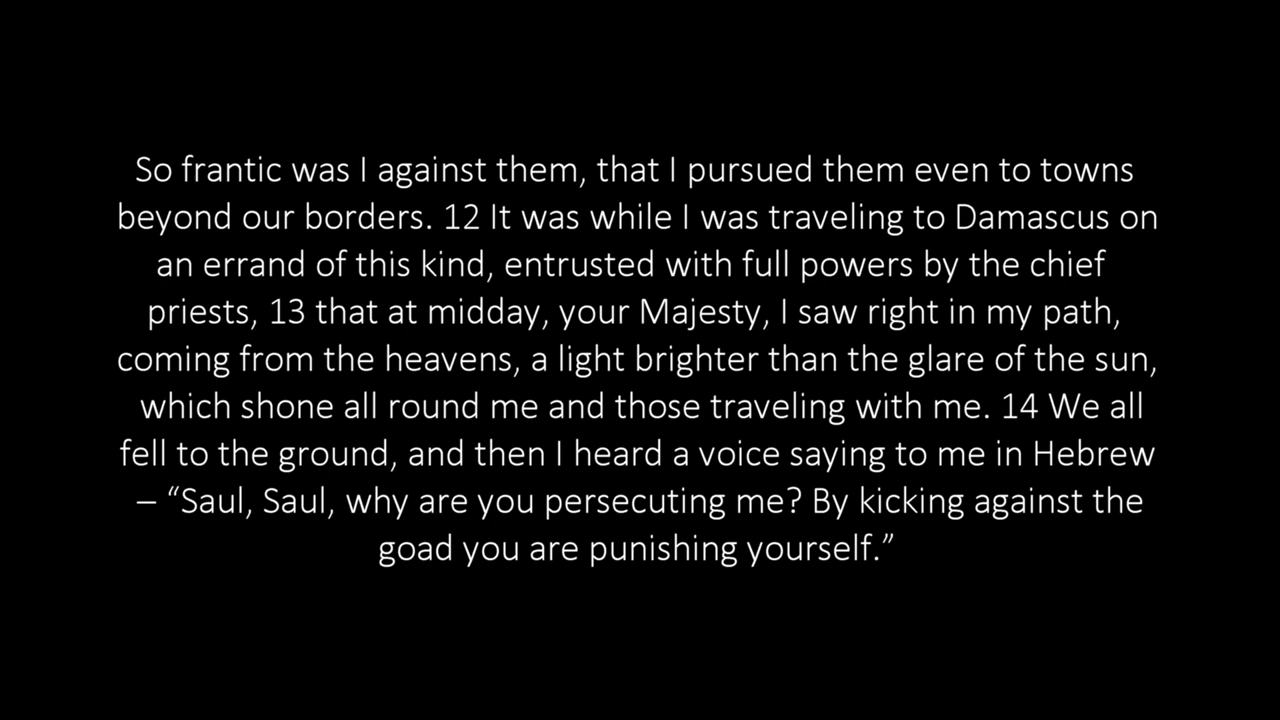 So frantic was I against them, that I pursued them even to towns
beyond our borders. 12 It was while I was traveling to Damascus on
an errand of this kind, entrusted with full powers by the chief
priests, 13 that at midday, your Majesty, I saw right in my path,
coming from the heavens, a light brighter than the glare of the sun,
which shone all round me and those traveling with me. 14 We all
fell to the ground, and then I heard a voice saying to me in Hebrew
– “Saul, Saul, why are you persecuting me? By kicking against the
goad you are punishing yourself.”